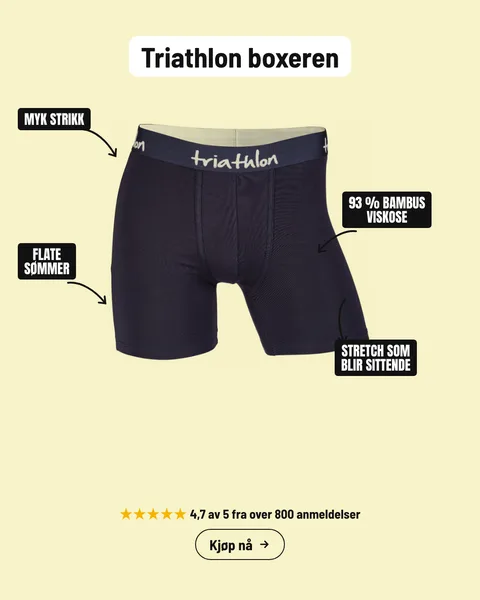 Triathlon boxeren
MYK STRIKK
on
triathlon
93 % BAMBUS
VISKOSE
FLATE
SØMMER
STRETCH SOM
BLIR SITTENDE
★★★★★ 4,7 av 5 fra over 800 anmeldelser
Kjøp nå →